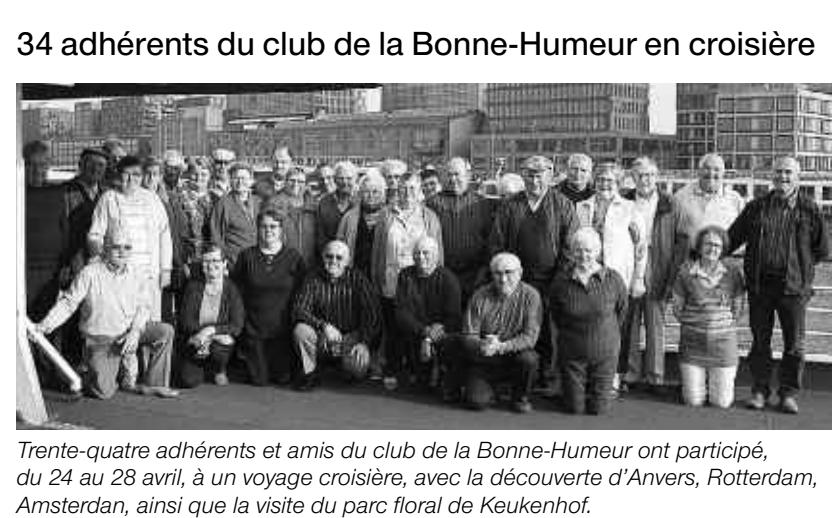 34 adhérents du club de la Bonne-Humeur en croisière
Trente-quatre adhérents et amis du club de la Bonne-Humeur ont participé,
du 24 au 28 avril, à un voyage croisière, avec la découverte d'Anvers, Rotterdam,
Amsterdan, ainsi que la visite du parc floral de Keukenhof.